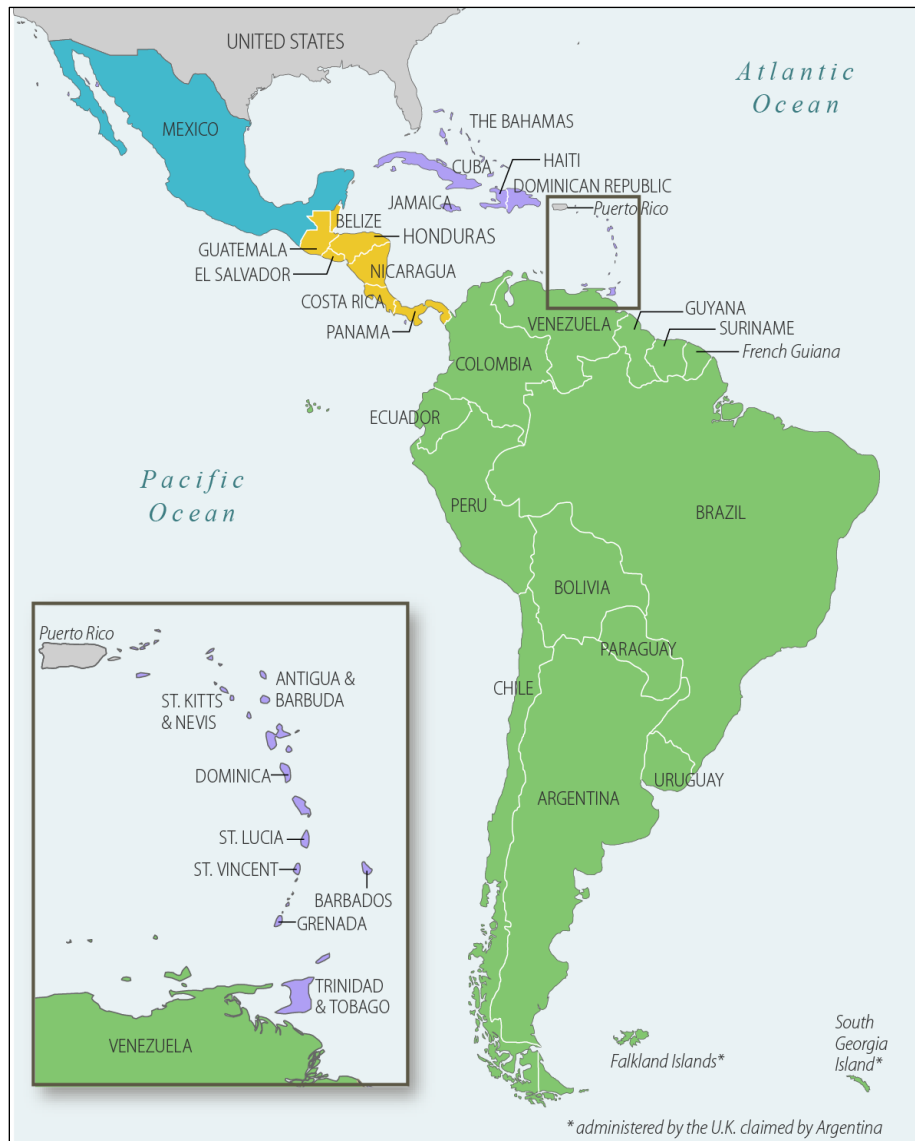 UNITED STATES
Atlantic
Ocean
MEXICO
THE BAHAMAS
CUBA
HAITI
DOMINICAN REPUBLIC
JAMAICA
Puerto Rico
BELIZE
HONDURAS
GUATEMALA
EL SALVADOR
NICARAGUA
COSTA RICA
PANAMA
GUYANA
VENEZUELA
SURINAME
French Guiana
COLOMBIA
ECUADOR
Pacific
Ocean
PERU
BRAZIL
BOLIVIA
PARAGUAY
CHILE
URUGUAY
ARGENTINA
Puerto Rico
ANTIGUA &
BARBUDA
ST. KITTS
& NEVIS
DOMINICA
ST. LUCIA
ST. VINCENT
BARBADOS
GRENADA
TRINIDAD
& TOBAGO
VENEZUELA
Falkland Islands*
South
Georgia
Island*
* administered by the U.K. claimed by Argentina